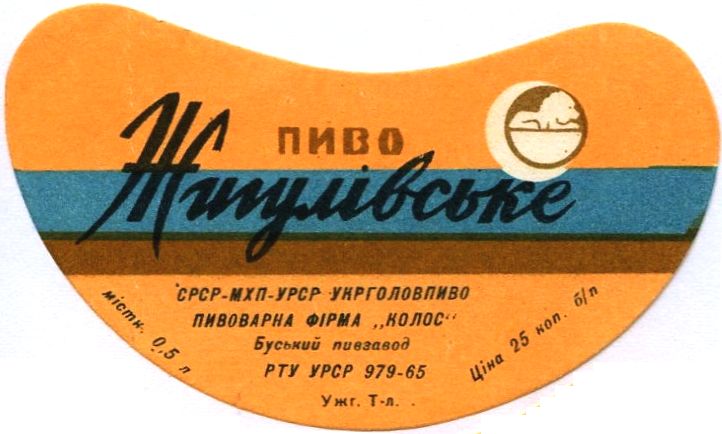 ПИВО
Жигулівське
СРСР-МХП-УРСР УКРГОЛОВПИВО
ПИВОВАРНА ФІРМА „КОЛОС"
Буський пивзавод
РТУ УРСР 979-65
Ужг. Т-л.
містк. 0,5 л
Ціна 25 коп. б/п